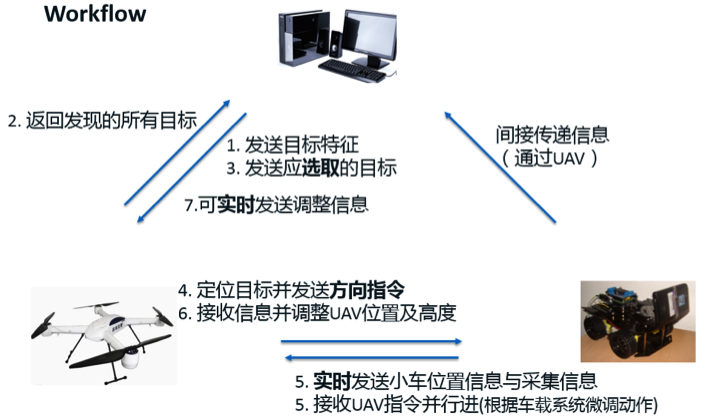 Workflow
2. 返回发现的所有目标
1. 发送目标特征
3. 发送应选取的目标
7.可实时发送调整信息
间接传递信息
（通过UAV）
4. 定位目标并发送方向指令
6. 接收信息并调整UAV位置及高度
5. 实时发送小车位置信息与采集信息
5. 接收UAV指令并行进(根据车载系统微调动作)